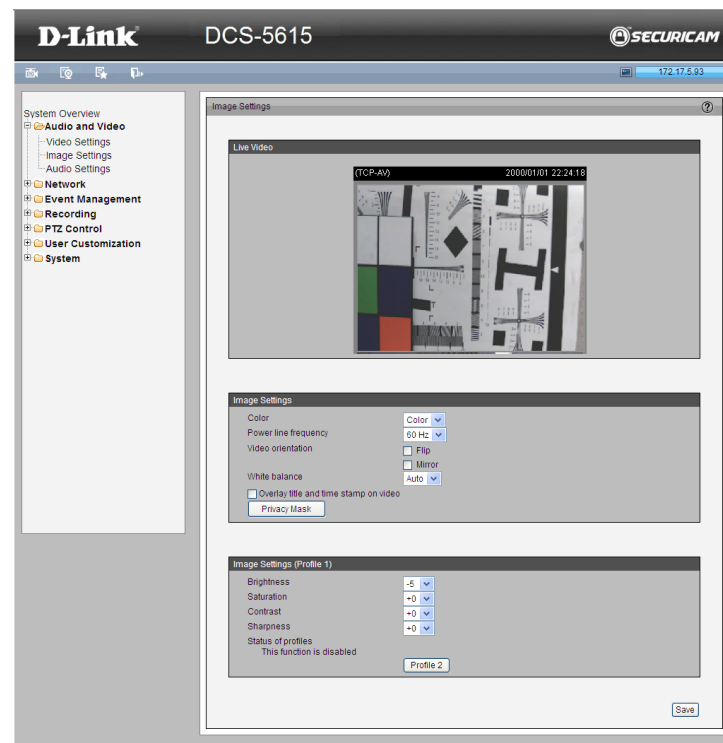 D-Link
DCS-5615
SECURICAM
172.17.5.93
System Overview
Audio and Video
Video Settings
Image Settings
Audio Settings
Network
Event Management
Recording
PTZ Control
User Customization
System
Image Settings
?
Live Video
(TCP-AV) 2000/01/01 22:24:18
Image Settings
Color Color
Power line frequency 60 Hz
Video orientation Flip
Mirror
White balance Auto
Overlay title and time stamp on video
Privacy Mask
Image Settings (Profile 1)
Brightness -5
Saturation +0
Contrast +0
Sharpness +0
Status of profiles
This function is disabled
Profile 2
Save